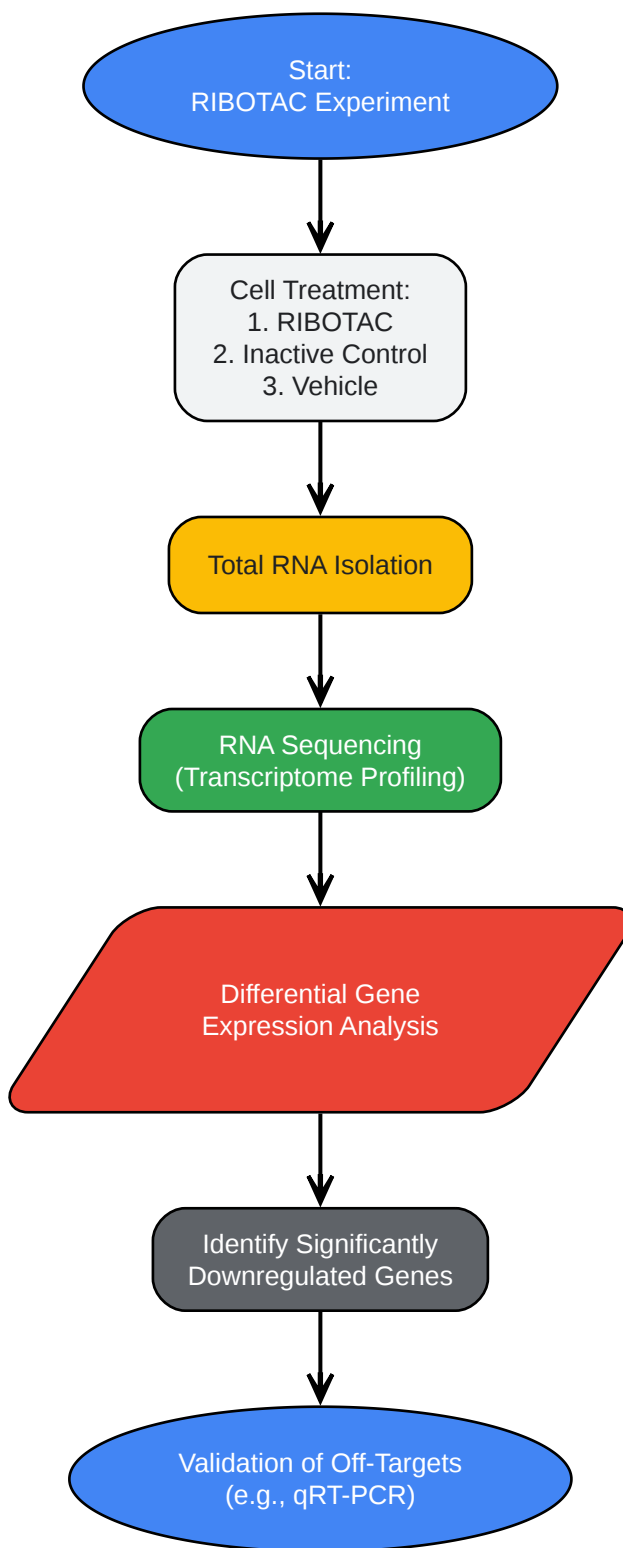 Start:
RIBOTAC Experiment
Cell Treatment:
1. RIBOTAC
2. Inactive Control
3. Vehicle
Total RNA Isolation
RNA Sequencing
(Transcriptome Profiling)
Differential Gene
Expression Analysis
Identify Significantly
Downregulated Genes
Validation of Off-Targets
(e.g., qRT-PCR)